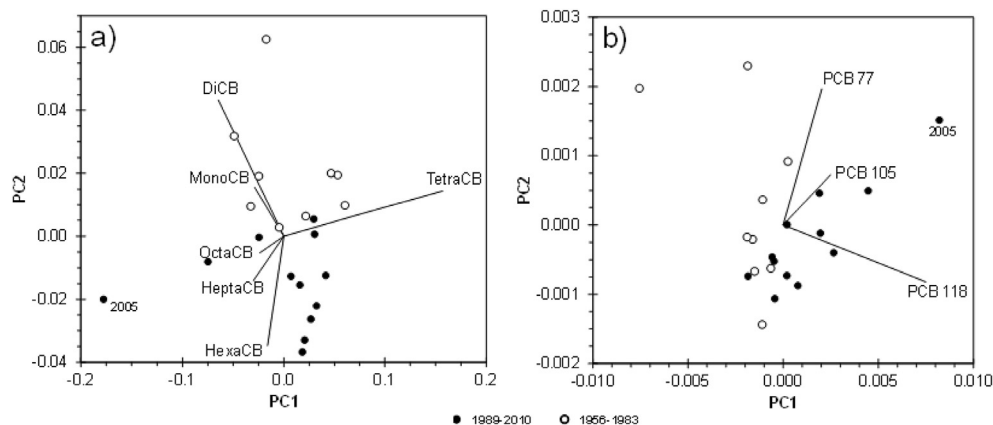 a)
0.06
0.04
0.02
0.00
-0.02
-0.04
PC2
DiCB
MonoCB
TetraCB
OctaCB
HeptaCB
HexaCB
2005
-0.2
-0.1
0.0
0.1
0.2
PC1
b)
0.003
0.002
0.001
0.000
-0.001
-0.002
PC2
PCB 77
2005
PCB 105
PCB 118
-0.010
-0.005
0.000
0.005
0.010
PC1
1989-2010
1956-1983